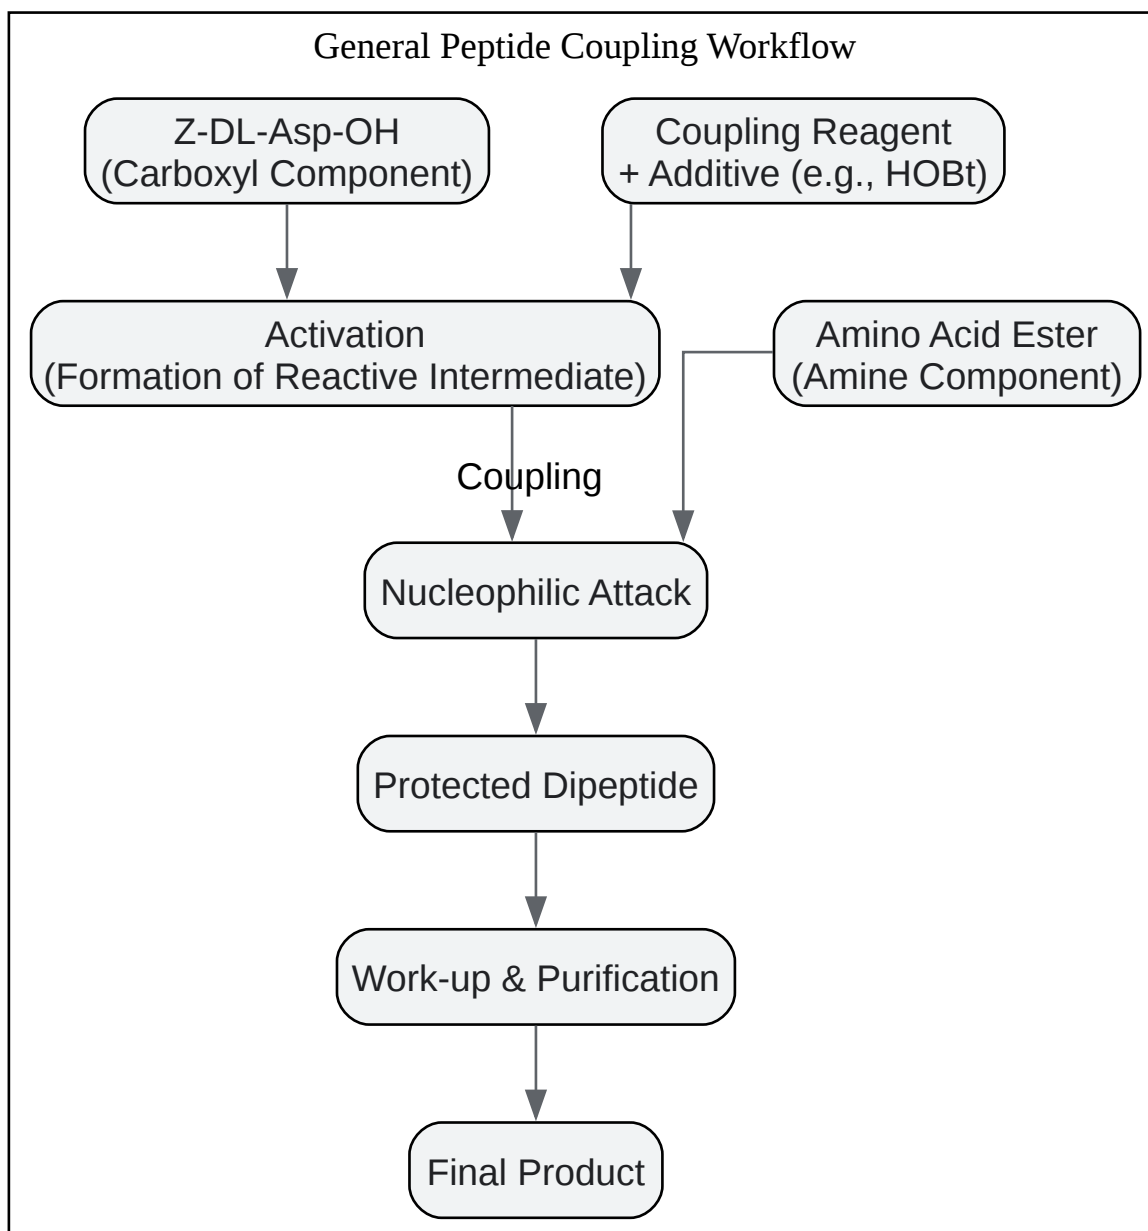 General Peptide Coupling Workflow
Z-DL-Asp-OH
(Carboxyl Component)
Coupling Reagent
+ Additive (e.g., HOBt)
Activation
(Formation of Reactive Intermediate)
Amino Acid Ester
(Amine Component)
Coupling
Nucleophilic Attack
Protected Dipeptide
Work-up & Purification
Final Product